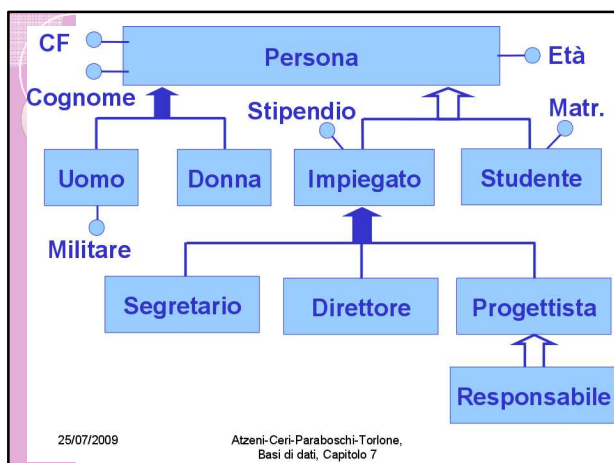 CF
Persona
Età
Cognome
Stipendio
Matr.
Uomo
Donna
Impiegato
Studente
Militare
Segretario
Direttore
Progettista
Responsabile
25/07/2009
Atzeni-Ceri-Paraboschi-Torlone,
Basi di dati, Capitolo 7